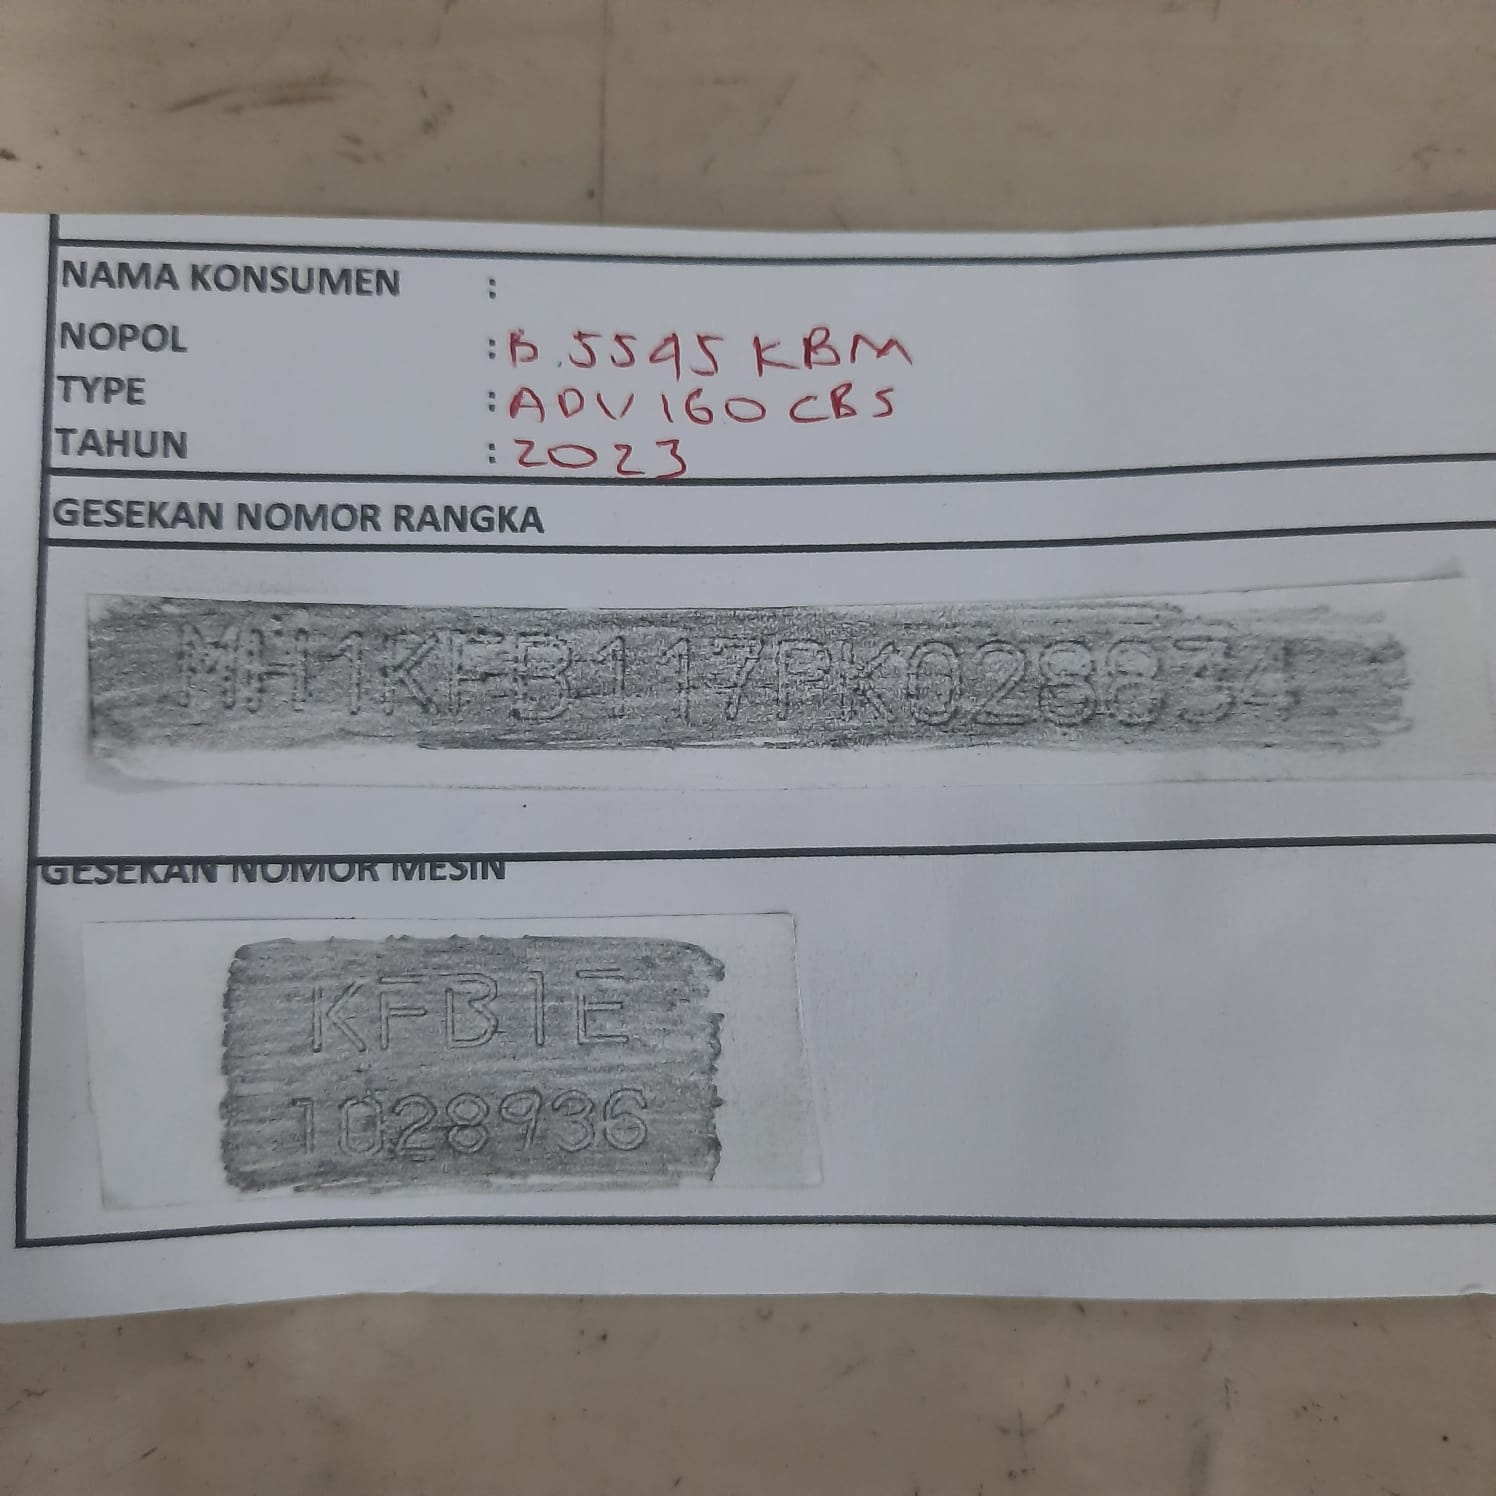 NAMA KONSUMEN :
NOPOL : B.5595 KBM
TYPE : ADV 160 CBS
TAHUN : 2023
GESEKAN NOMOR RANGKA
MH1KFB117PK028834
GESEKAN NOMOR MESIN
KFB1E
1028936